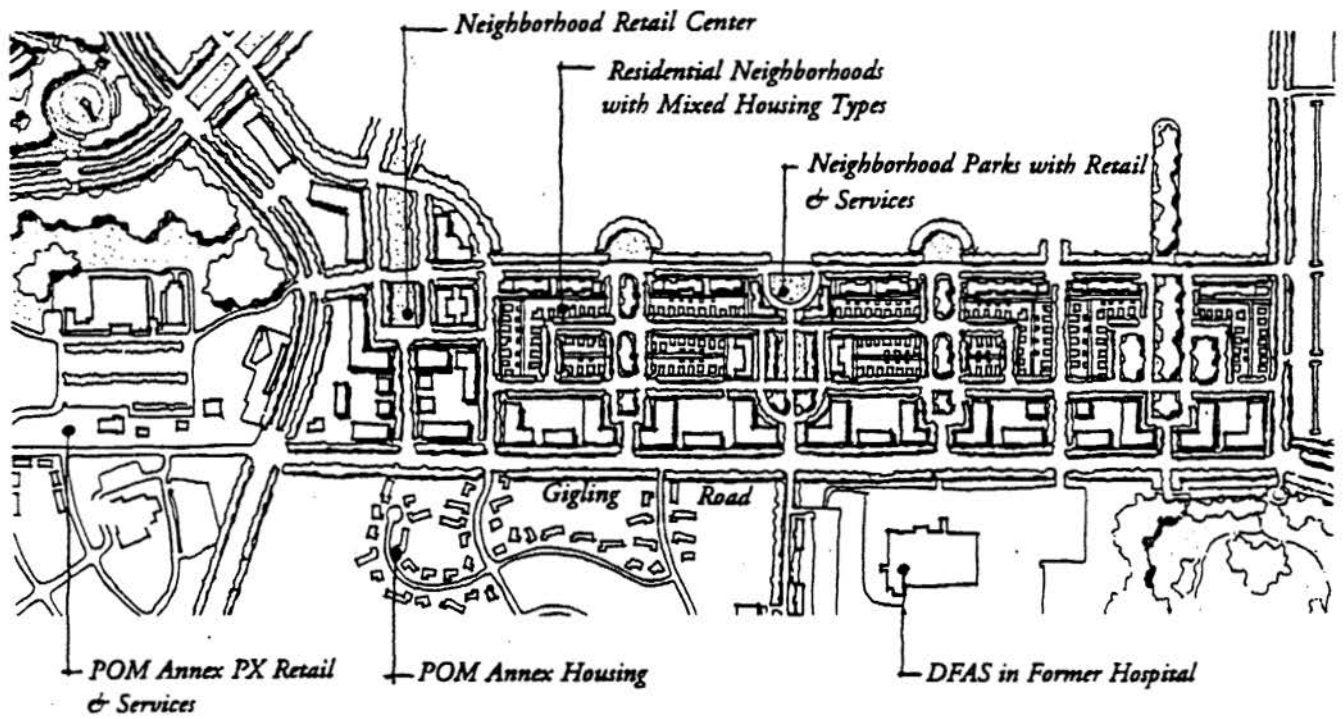 Neighborhood Retail Center
Residential Neighborhoods
with Mixed Housing Types
Neighborhood Parks with Retail
& Services
Gigling Road
POM Annex PX Retail
& Services
POM Annex Housing
DFAS in Former Hospital